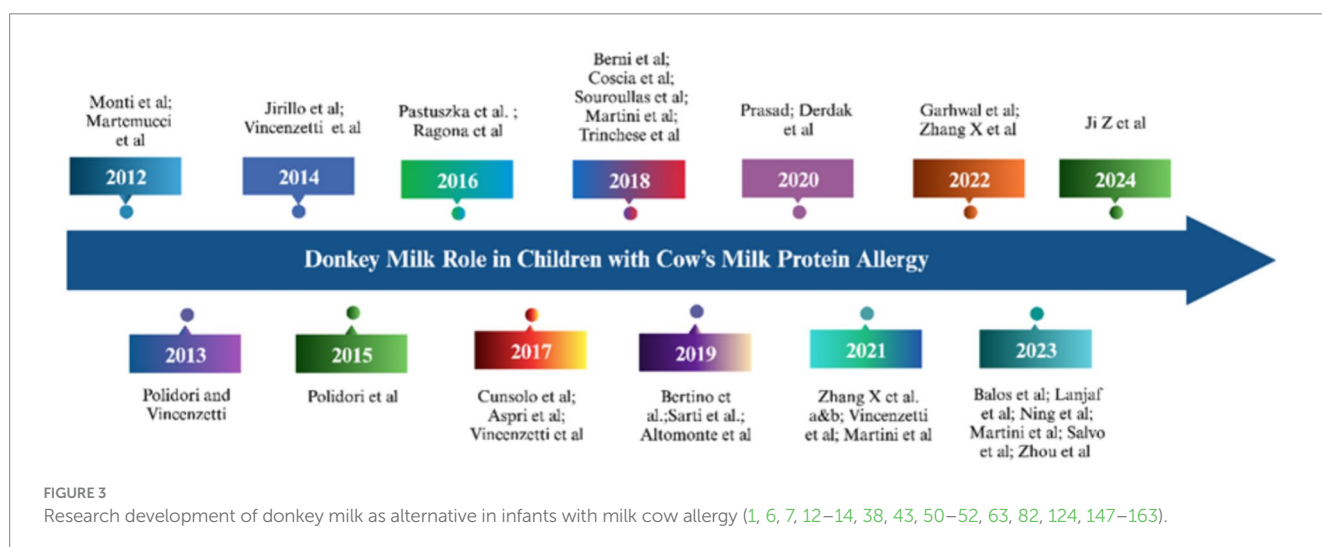 Monti et al;
Martemucci
et al
Jirillo et al;
Vincenzetti et al
Pastuszka et al. ;
Ragona et al
Berni et al;
Coscia et al;
Souroullas et al;
Martini et al;
Trinchese et al
Prasad; Derdak
et al
Garhwal et al;
Zhang X et al
Ji Z et al
2012
2014
2016
2018
2020
2022
2024
Donkey Milk Role in Children with Cow's Milk Protein Allergy
2013
2015
2017
2019
2021
2023
Polidori and
Vincenzetti
Polidori et al
Cunsolo et al;
Aspri et al;
Vincenzetti et al
Bertino et
al.;Sarti et al.;
Altomonte et al
Zhang X et al.
a&b; Vincenzetti
et al; Martini et al
Balos et al; Lanjaf
et al; Ning et al;
Martini et al; Salvo
et al; Zhou et al
FIGURE 3
Research development of donkey milk as alternative in infants with milk cow allergy (1, 6, 7, 12–14, 38, 43, 50–52, 63, 82, 124, 147–163).